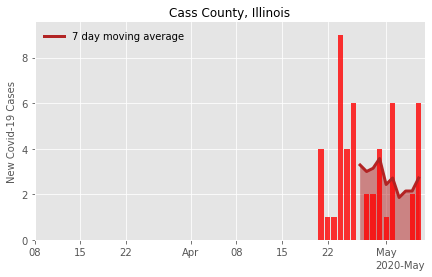 Cass County, Illinois
7 day moving average
New Covid-19 Cases
8
6
4
2
0
08 15 22 Apr 08 15 22 May
2020-May